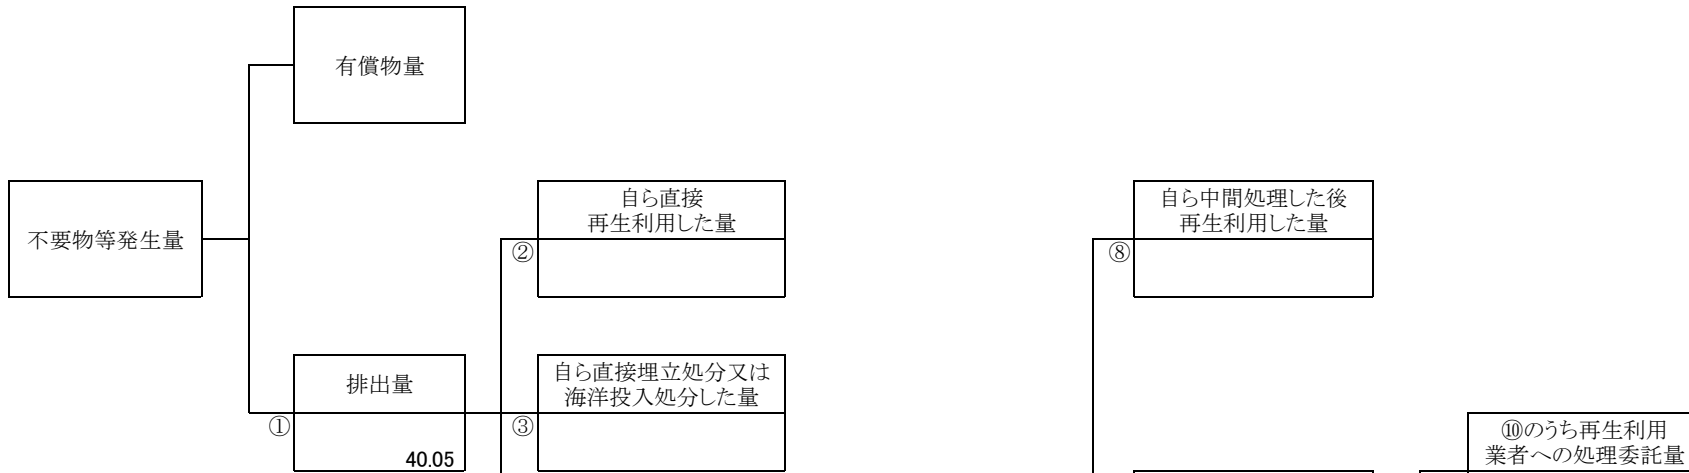 有償物量
不要物等発生量
自ら直接
再生利用した量
②
自ら中間処理した後
再生利用した量
⑧
排出量
①
40.05
自ら直接埋立処分又は
海洋投入処分した量
③
⑩のうち再生利用
業者への処理委託量